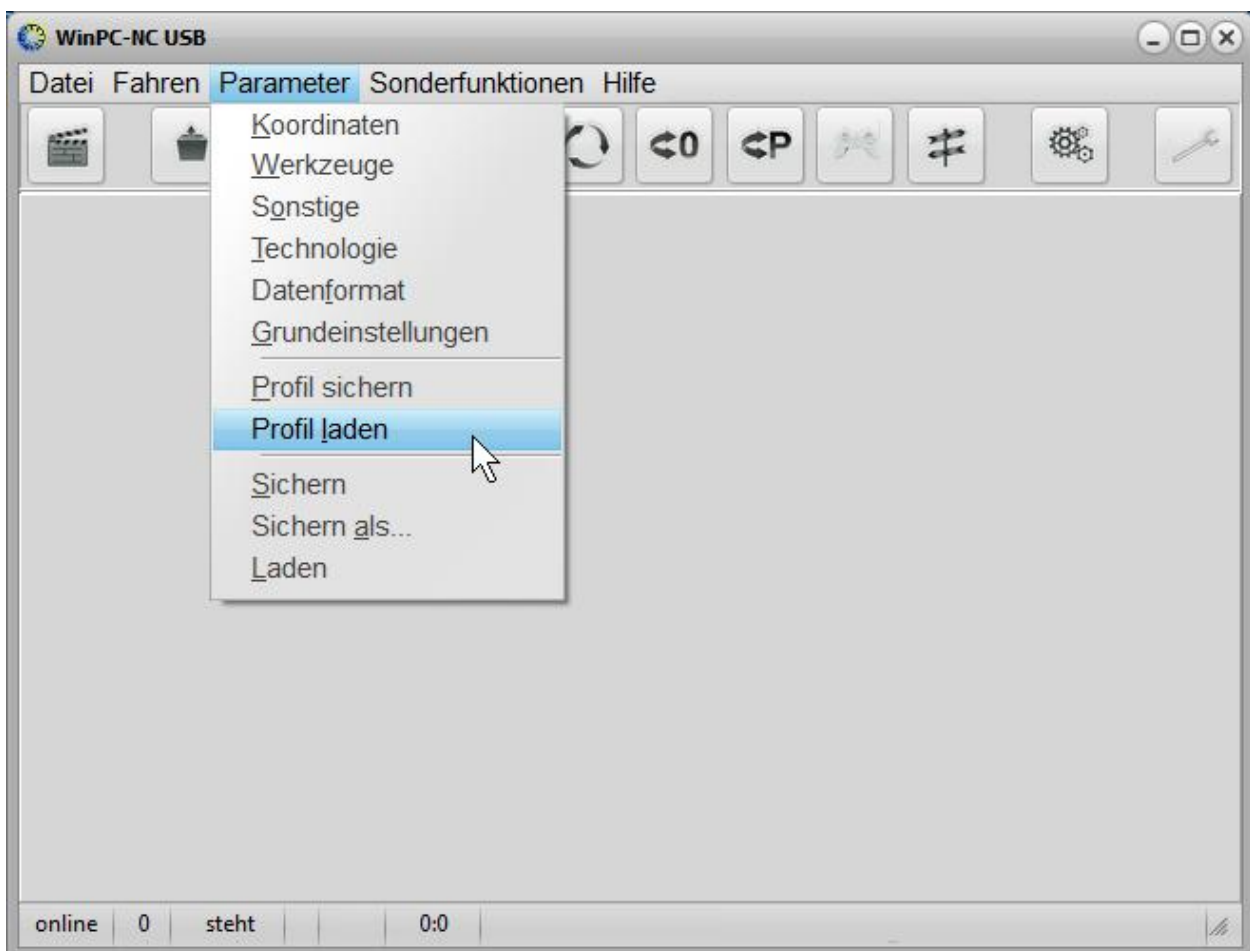 WinPC-NC USB
Datei Fahren Parameter Sonderfunktionen Hilfe
Koordinaten
0 P
Werkzeuge
Sonstige
Technologie
Datenformat
Grundeinstellungen
Profil sichern
Profil laden
Sichern
Sichern als...
Laden
online 0 steht 0:0